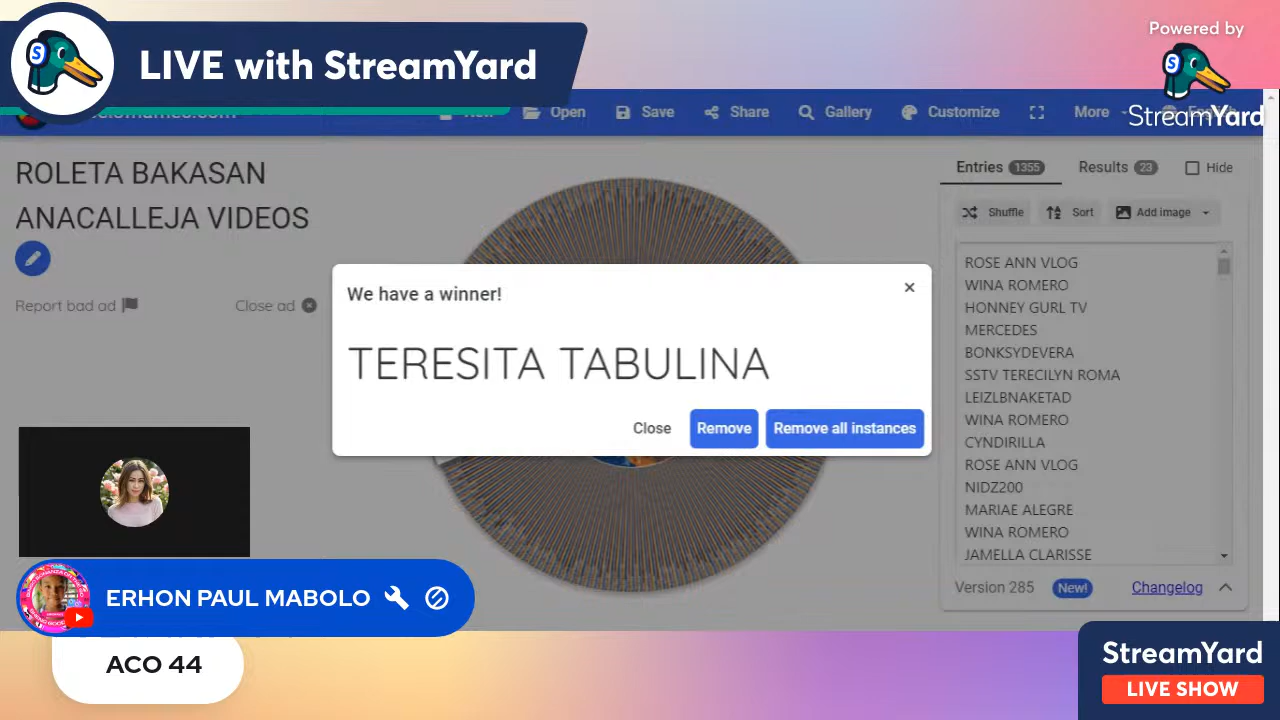 LIVE with StreamYard
Powered by
StreamYard
Open
Save
Share
Gallery
Customize
More
ROLETA BAKASAN
ANACALLEJA VIDEOS
Report bad ad
Close ad
Entries 1355
Results 23
Hide
Shuffle
Sort
Add image
ROSE ANN VLOG
WINA ROMERO
HONNEY GURL TV
MERCEDES
BONKSYDEVERA
SSTV TERECILYN ROMA
LEIZLBNAKETAD
WINA ROMERO
CYNDIRILLA
ROSE ANN VLOG
NIDZ200
MARIAE ALEGRE
WINA ROMERO
JAMELLA CLARISSE
Version 285
New!
Changelog
We have a winner!
TERESITA TABULINA
Close
Remove
Remove all instances
ERHON PAUL MABOLO
ACO 44
StreamYard
LIVE SHOW